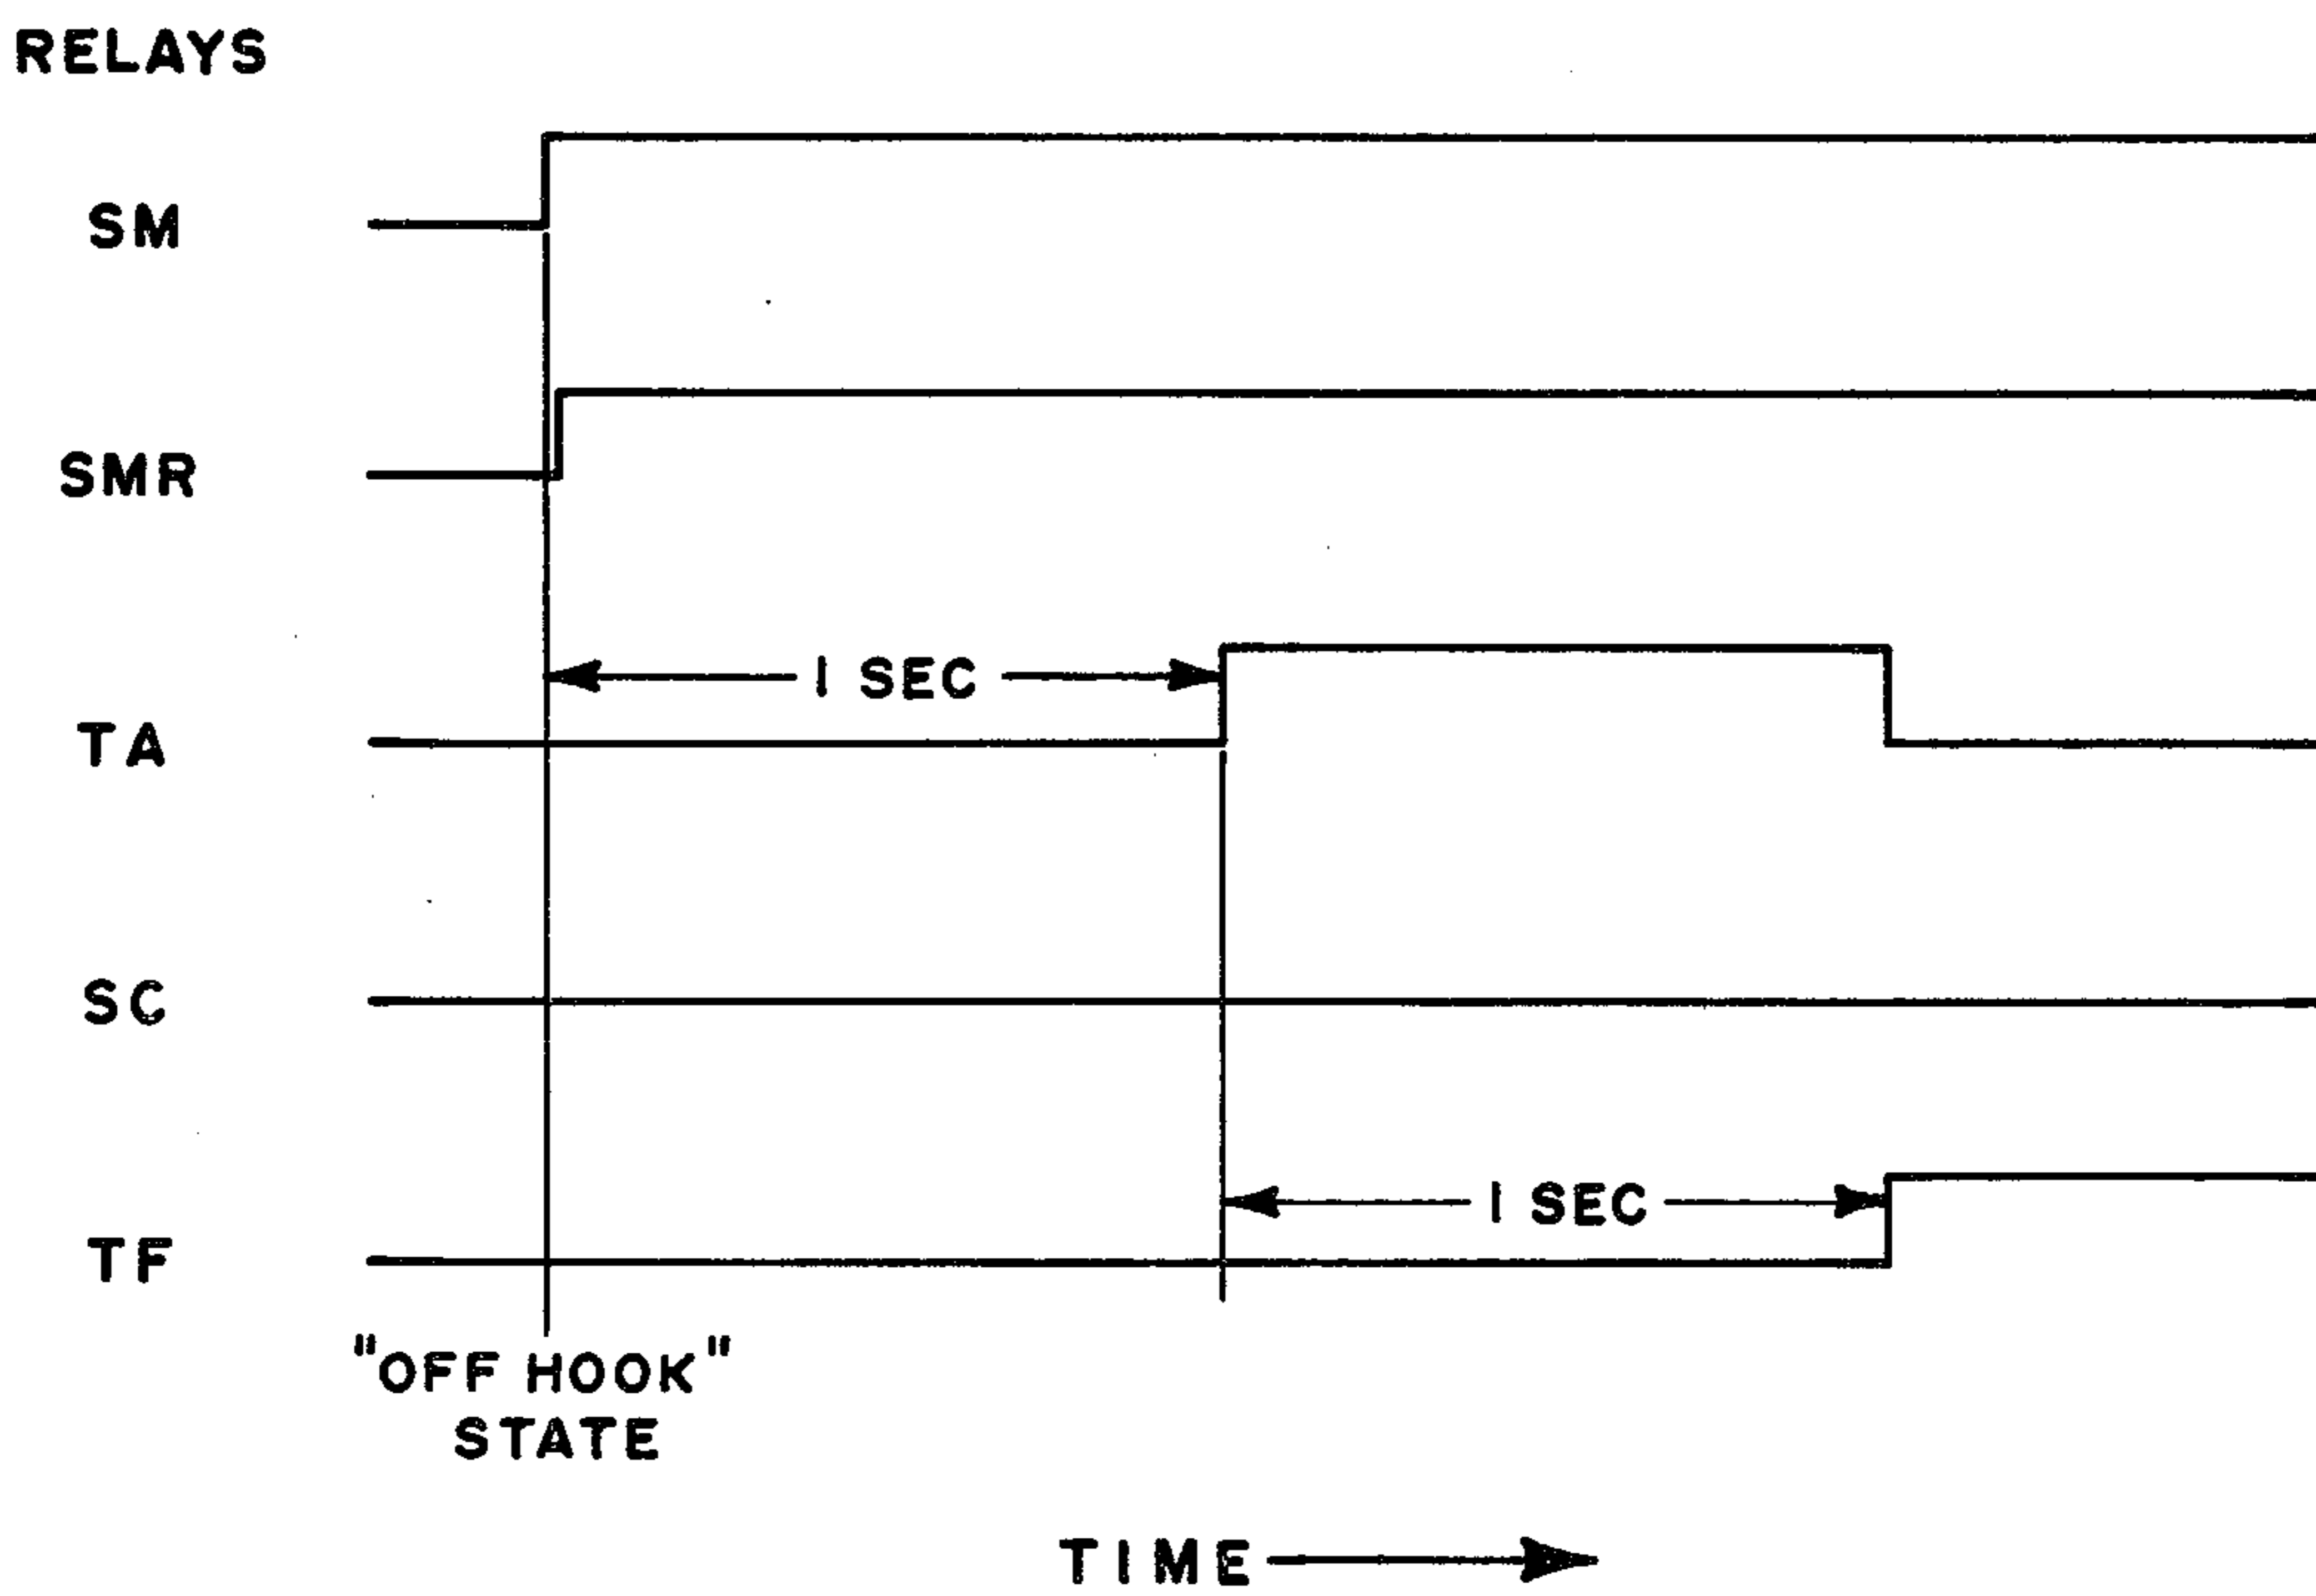 RELAYS
SM
SMR
1 SEC
TA
SC
1 SEC
TF
"OFF HOOK"
STATE
TIME